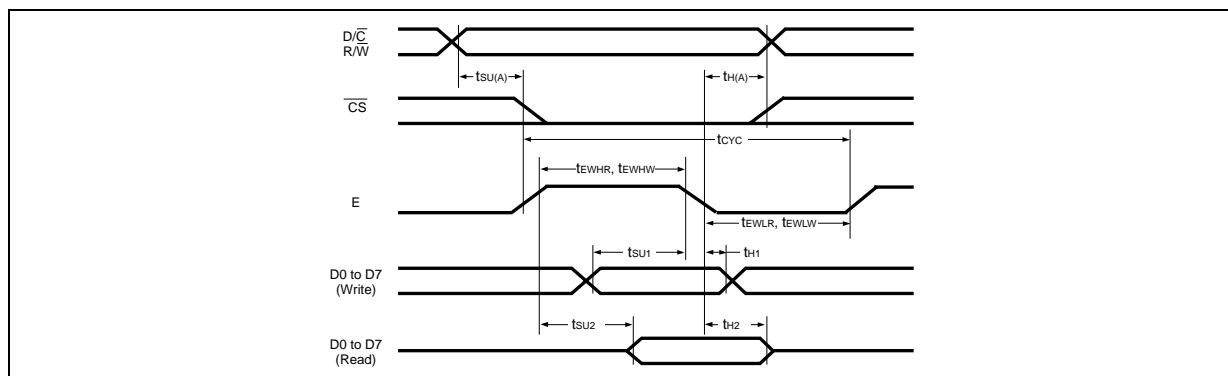 D/C̅
R/W̅
tSU(A)
tH(A)
C̅S̅
tCYC
tEWHR, tEWHW
E
tEWLR, tEWLW
tSU1
tH1
D0 to D7
(Write)
tSU2
tH2
D0 to D7
(Read)